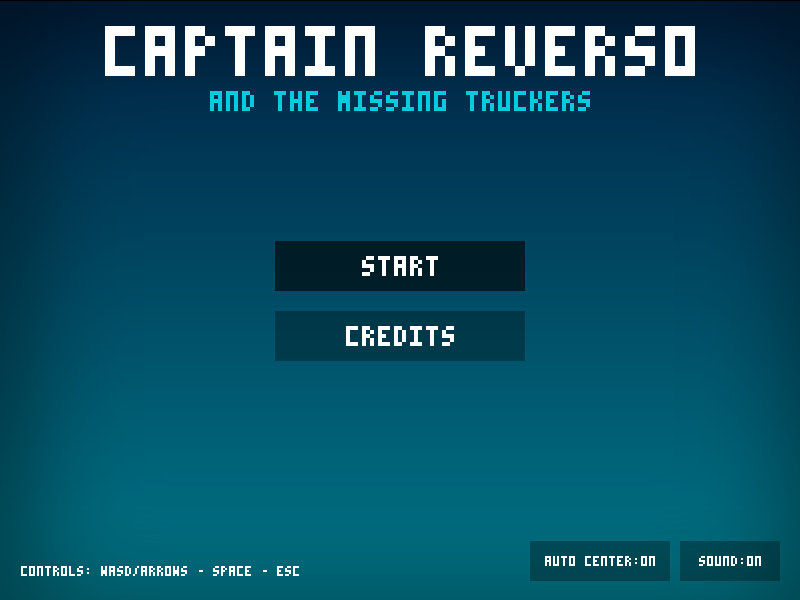 CAPTAIN REVERSO
AND THE MISSING TRUCKERS
START
CREDITS
CONTROLS: WASD/ARROWS - SPACE - ESC
AUTO CENTER:ON
SOUND:ON